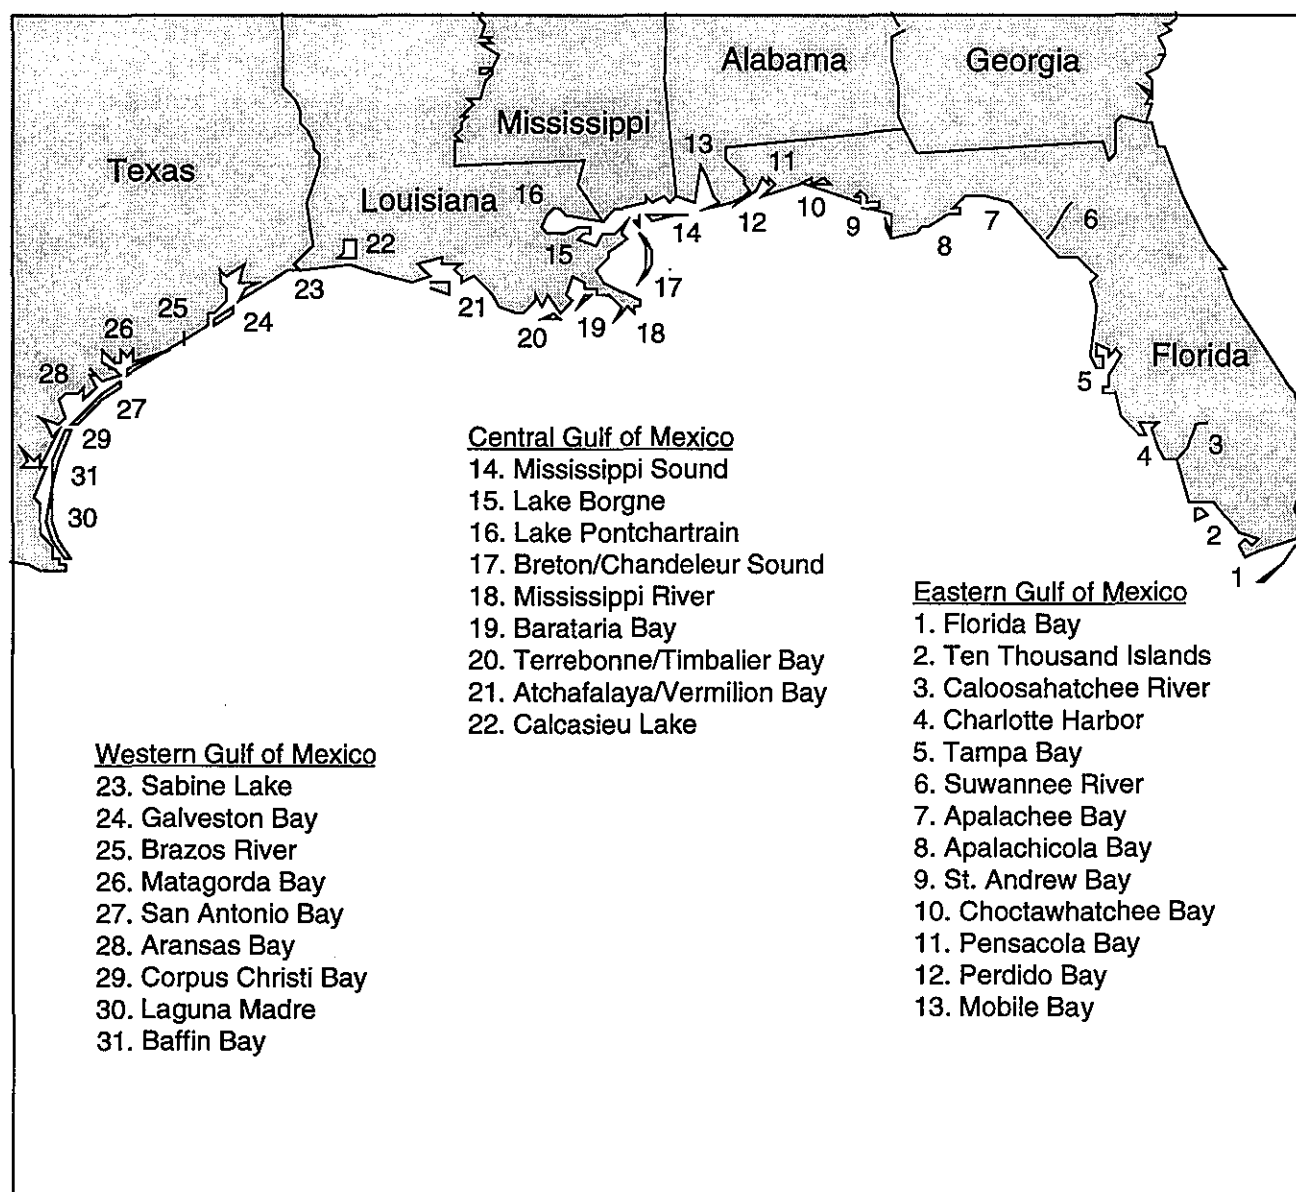 Alabama
Georgia
Mississippi
Texas
Louisiana
Florida
13
11
16
12
10
9
14
8
7
6
15
22
23
21
17
20
19
18
25
24
26
28
27
29
31
30
5
4
3
2
1
Central Gulf of Mexico
14. Mississippi Sound
15. Lake Borgne
16. Lake Pontchartrain
17. Breton/Chandeleur Sound
18. Mississippi River
19. Barataria Bay
20. Terrebonne/Timbalier Bay
21. Atchafalaya/Vermilion Bay
22. Calcasieu Lake
Eastern Gulf of Mexico
1. Florida Bay
2. Ten Thousand Islands
3. Caloosahatchee River
4. Charlotte Harbor
5. Tampa Bay
6. Suwannee River
7. Apalachee Bay
8. Apalachicola Bay
9. St. Andrew Bay
10. Choctawhatchee Bay
11. Pensacola Bay
12. Perdido Bay
13. Mobile Bay
Western Gulf of Mexico
23. Sabine Lake
24. Galveston Bay
25. Brazos River
26. Matagorda Bay
27. San Antonio Bay
28. Aransas Bay
29. Corpus Christi Bay
30. Laguna Madre
31. Baffin Bay